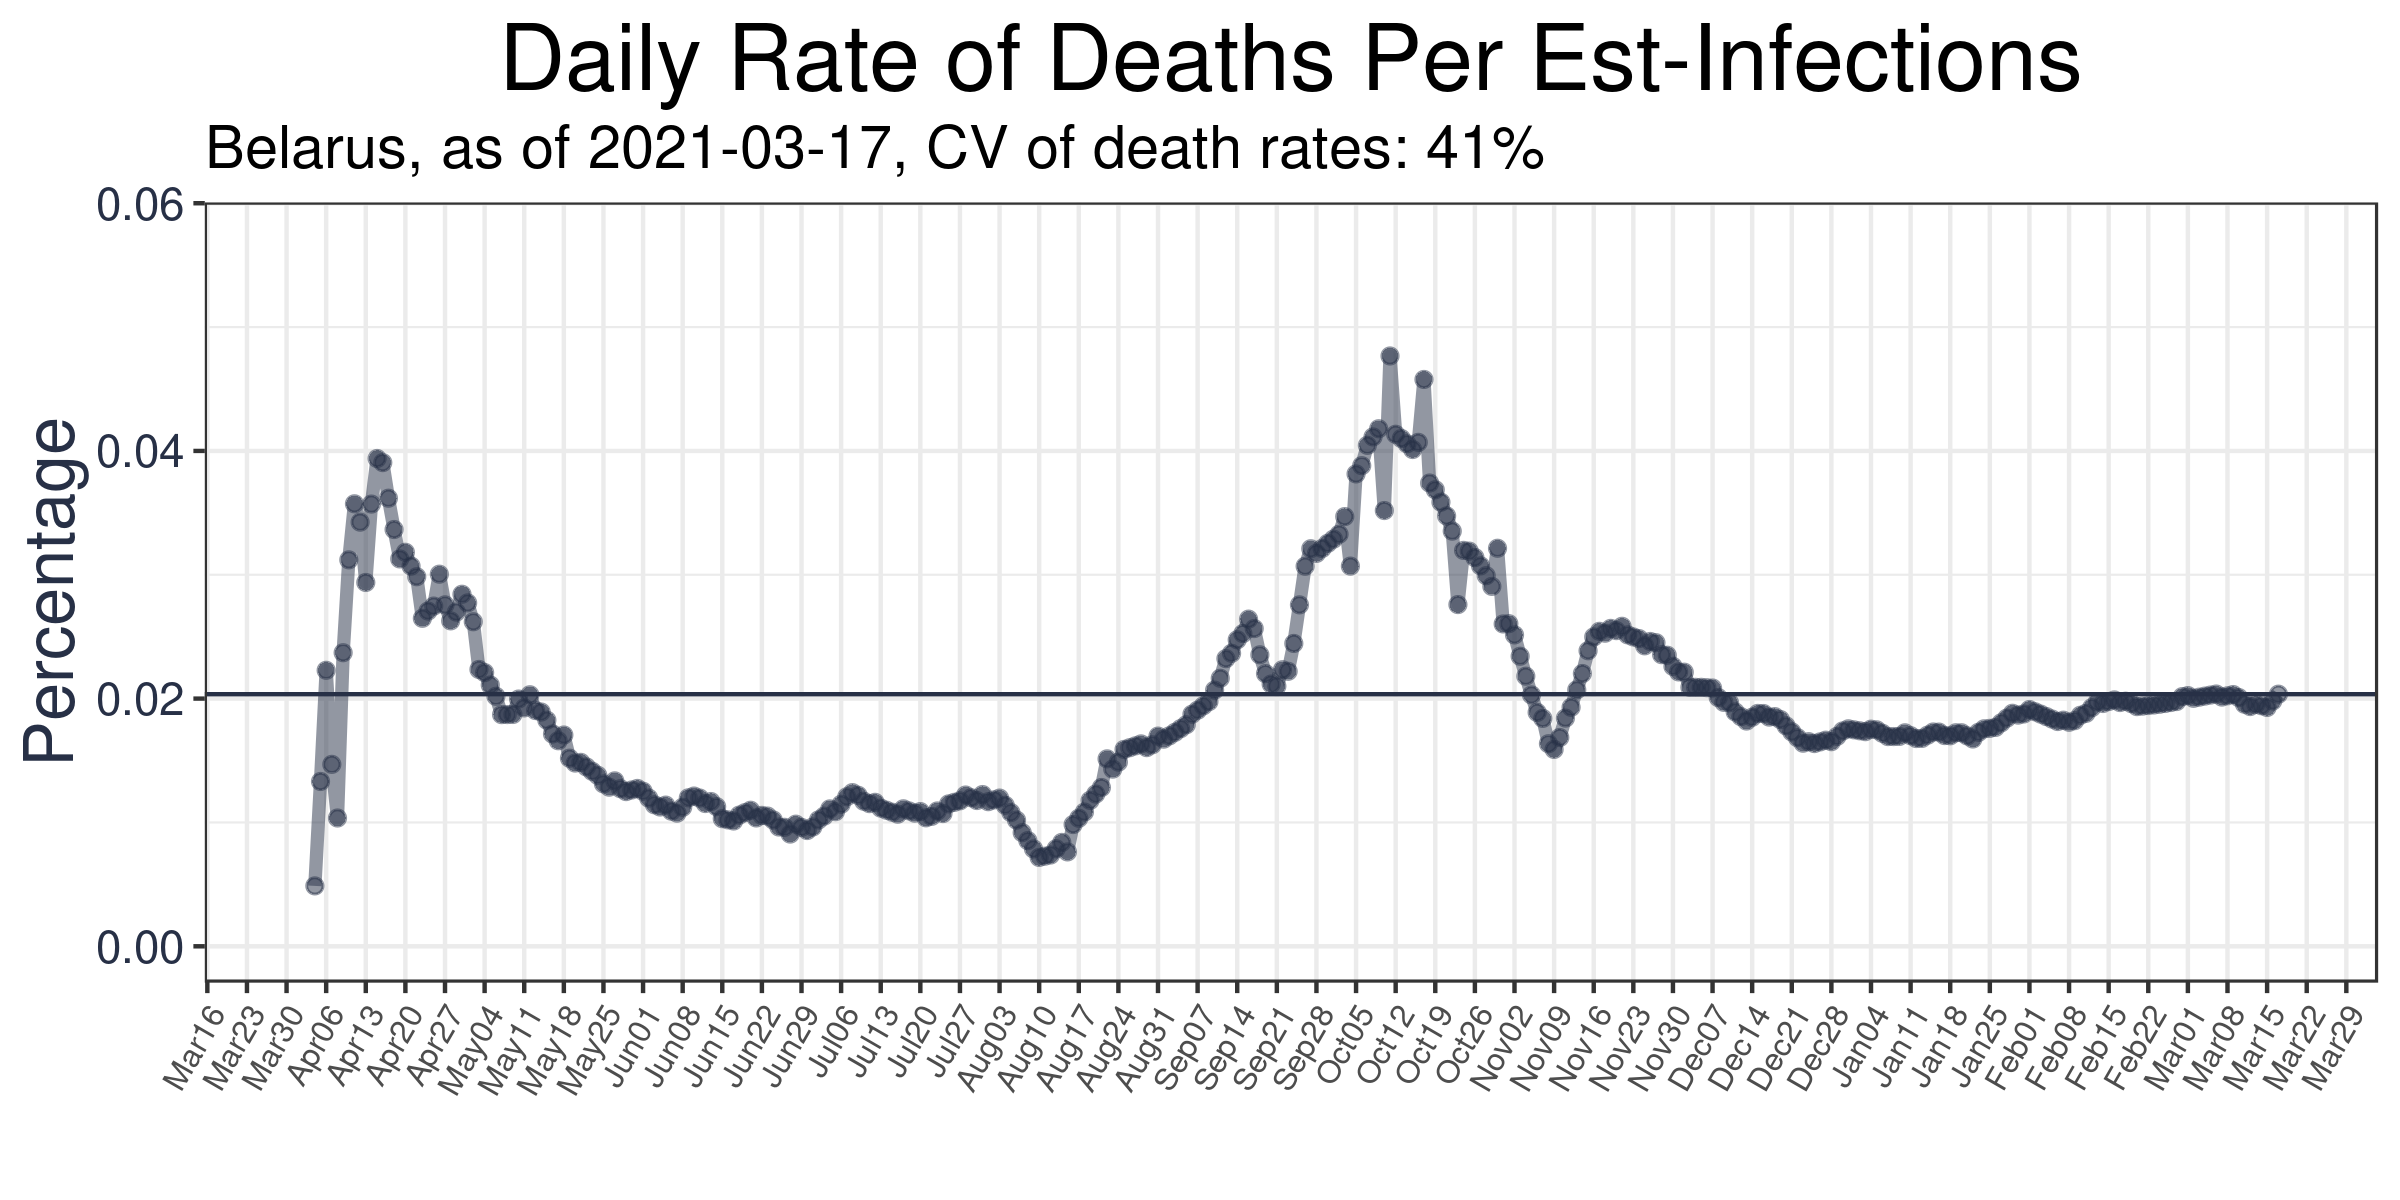 Daily Rate of Deaths Per Est-Infections
Belarus, as of 2021-03-17, CV of death rates: 41%
Percentage
0.06
0.04
0.02
0.00
Mar16
Mar23
Mar30
Apr06
Apr13
Apr20
Apr27
May04
May11
May18
May25
Jun01
Jun08
Jun15
Jun22
Jun29
Jul06
Jul13
Jul20
Jul27
Aug03
Aug10
Aug17
Aug24
Aug31
Sep07
Sep14
Sep21
Sep28
Oct05
Oct12
Oct19
Oct26
Nov02
Nov09
Nov16
Nov23
Nov30
Dec07
Dec14
Dec21
Dec28
Jan04
Jan11
Jan18
Jan25
Feb01
Feb08
Feb15
Feb22
Mar01
Mar08
Mar15
Mar22
Mar29